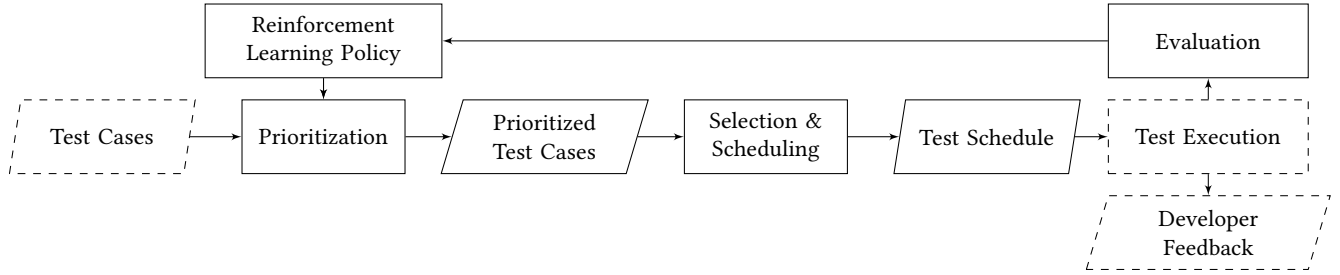 Reinforcement
Learning Policy
Evaluation
Test Cases
Prioritization
Prioritized
Test Cases
Selection &
Scheduling
Test Schedule
Test Execution
Developer
Feedback